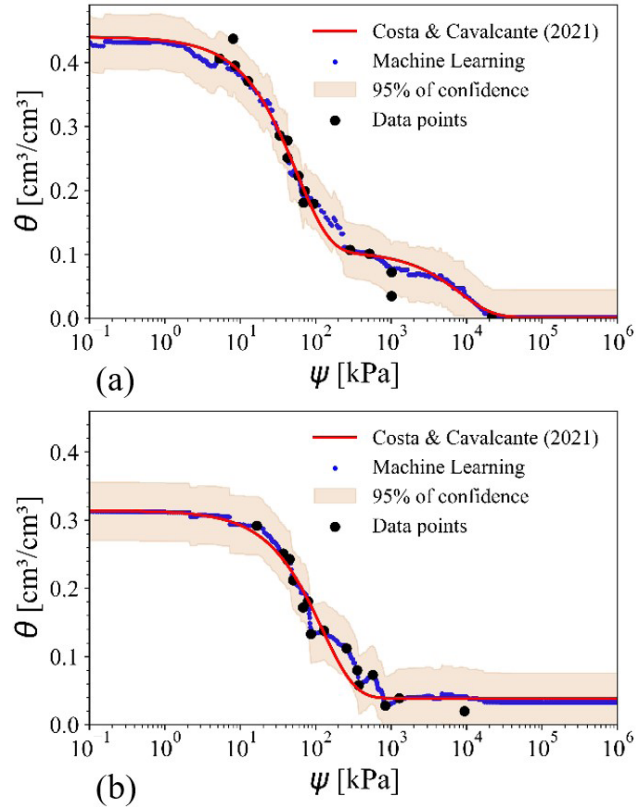 Costa & Cavalcante (2021)
Machine Learning
95% of confidence
Data points
θ [cm³/cm³]
0.4
0.3
0.2
0.1
0.0
10⁻¹ 10⁰ 10¹ 10² 10³ 10⁴ 10⁵ 10⁶
(a)
ψ [kPa]
Costa & Cavalcante (2021)
Machine Learning
95% of confidence
Data points
θ [cm³/cm³]
0.4
0.3
0.2
0.1
0.0
10⁻¹ 10⁰ 10¹ 10² 10³ 10⁴ 10⁵ 10⁶
(b)
ψ [kPa]